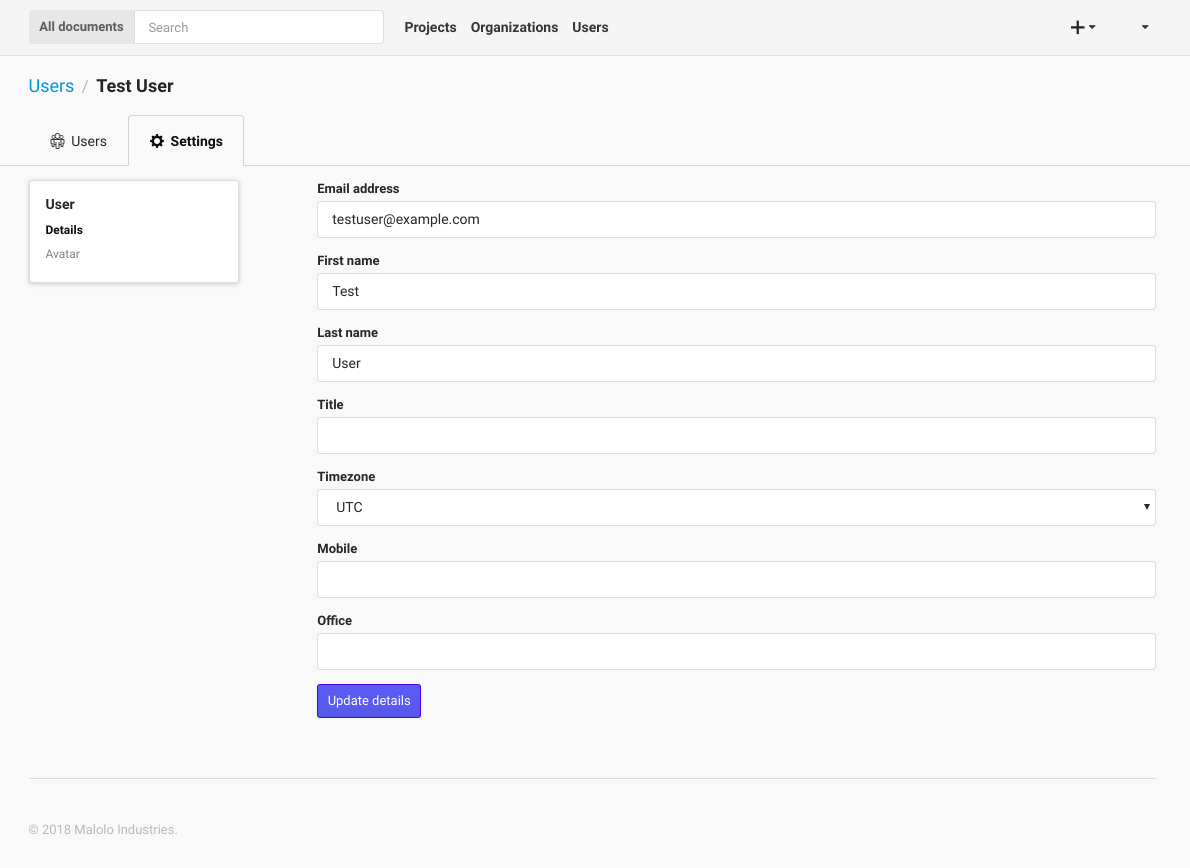 All documents Search Projects Organizations Users
Users / Test User
Users Settings
User
Details
Avatar
Email address
testuser@example.com
First name
Test
Last name
User
Title
Timezone
UTC
Mobile
Office
Update details
© 2018 Malolo Industries.